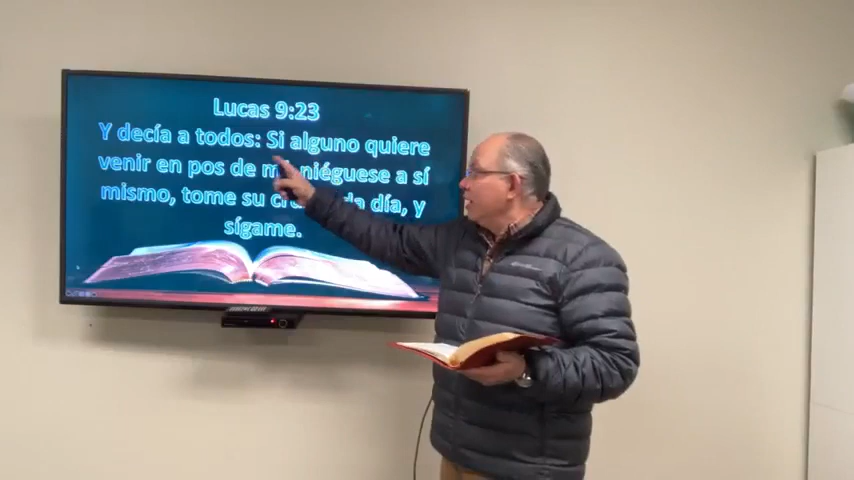 Lucas 9:23
Y decía a todos: Si alguno quiere
venir en pos de niéguese a sí
mismo, tome su día, y
sígame.